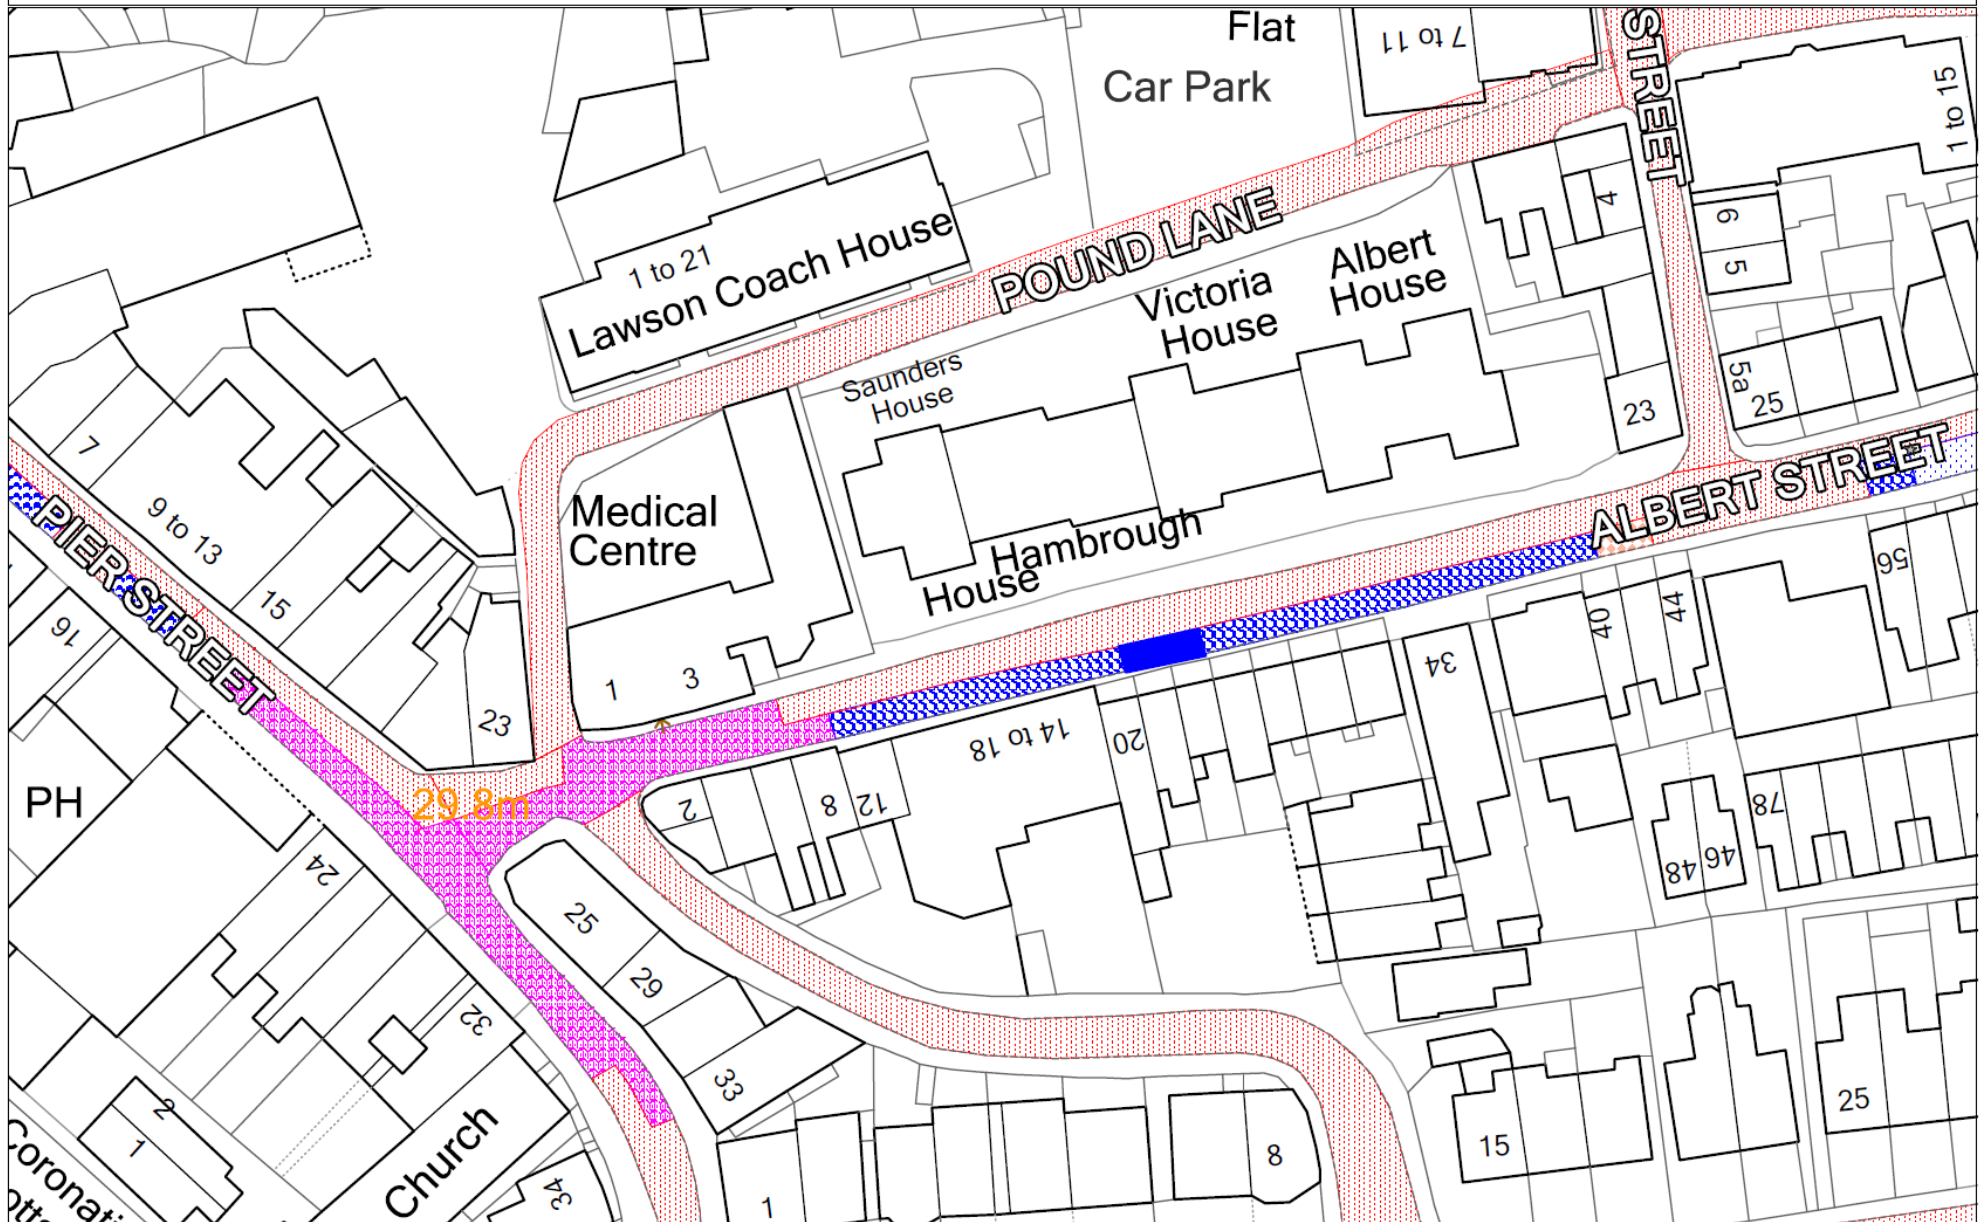 Flat
7 to 11
STREET
Car Park
1 to 15
4
6
5
1 to 21
Lawson Coach House
POUND LANE
Albert
House
Victoria
House
Saunders
House
5a
25
23
7
9 to 13
15
Medical
Centre
Hambrough
House
ALBERT STREET
PIER STREET
16
56
40
44
34
1
3
23
14 to 18
20
PH
29.8m
2
8
12
78
48
46
24
25
29
32
33
2
1
Church
34
1
8
15
25
Coronati